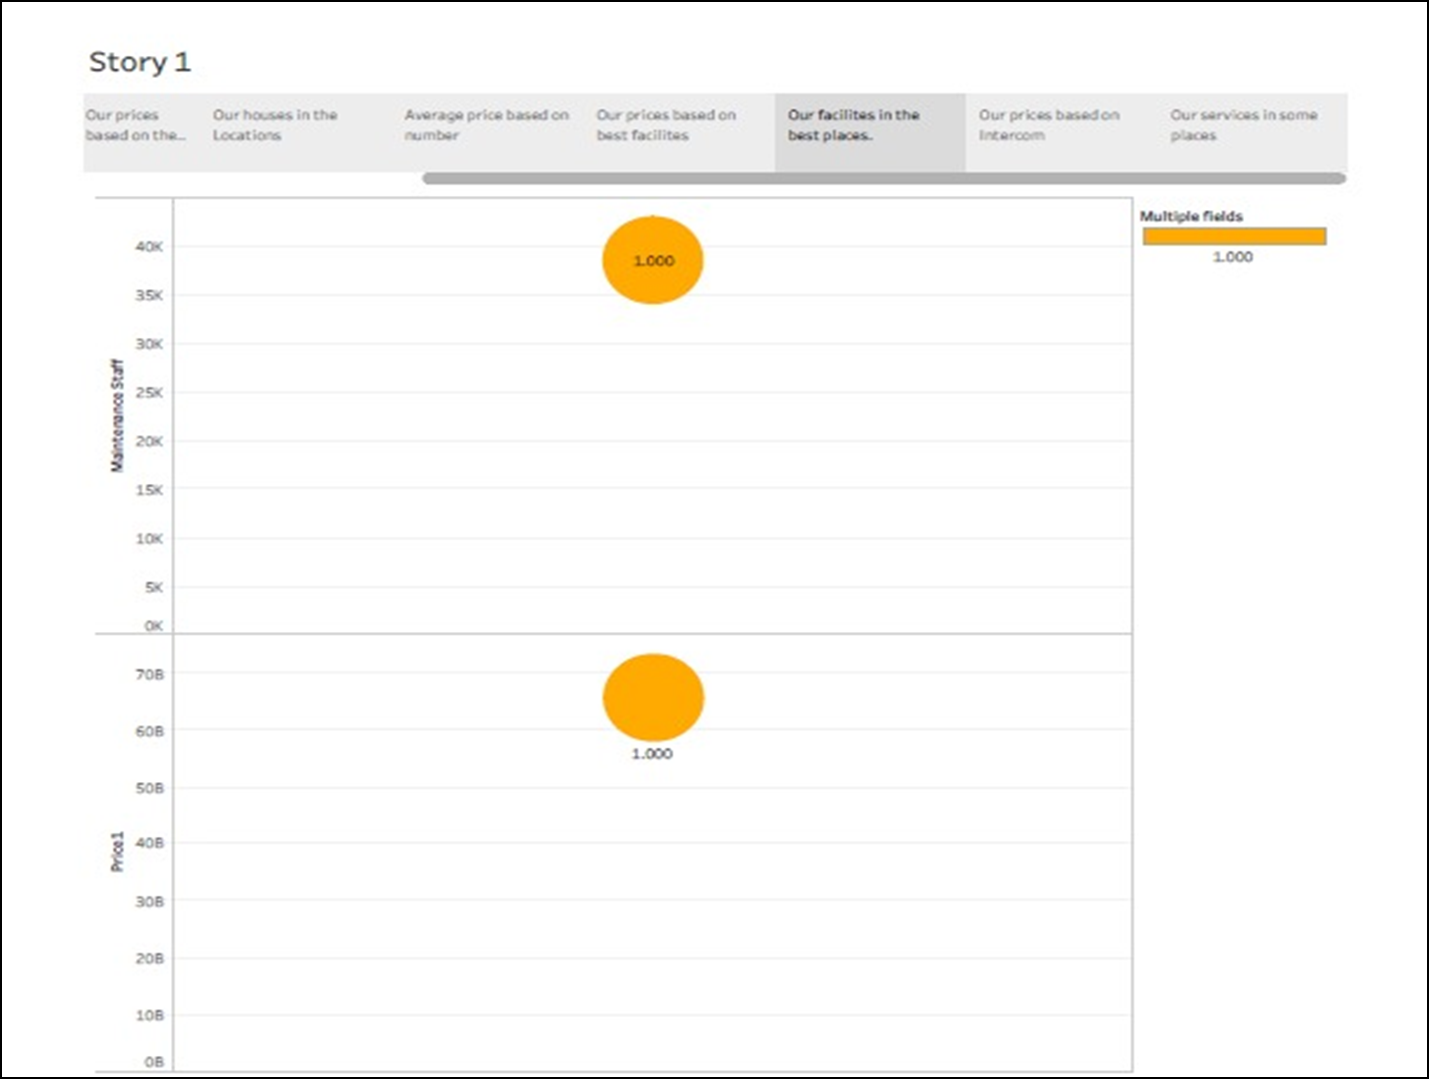 Story 1
Our prices
based on the...
Our houses in the
Locations
Average price based on
number
Our prices based on
best facilites
Our facilites in the
best places.
Our prices based on
Intercom
Our services in some
places
Multiple fields
1.000
Maintenance Staff
40K
35K
30K
25K
20K
15K
10K
5K
0K
1.000
Price1
70B
60B
50B
40B
30B
20B
10B
0B
1.000